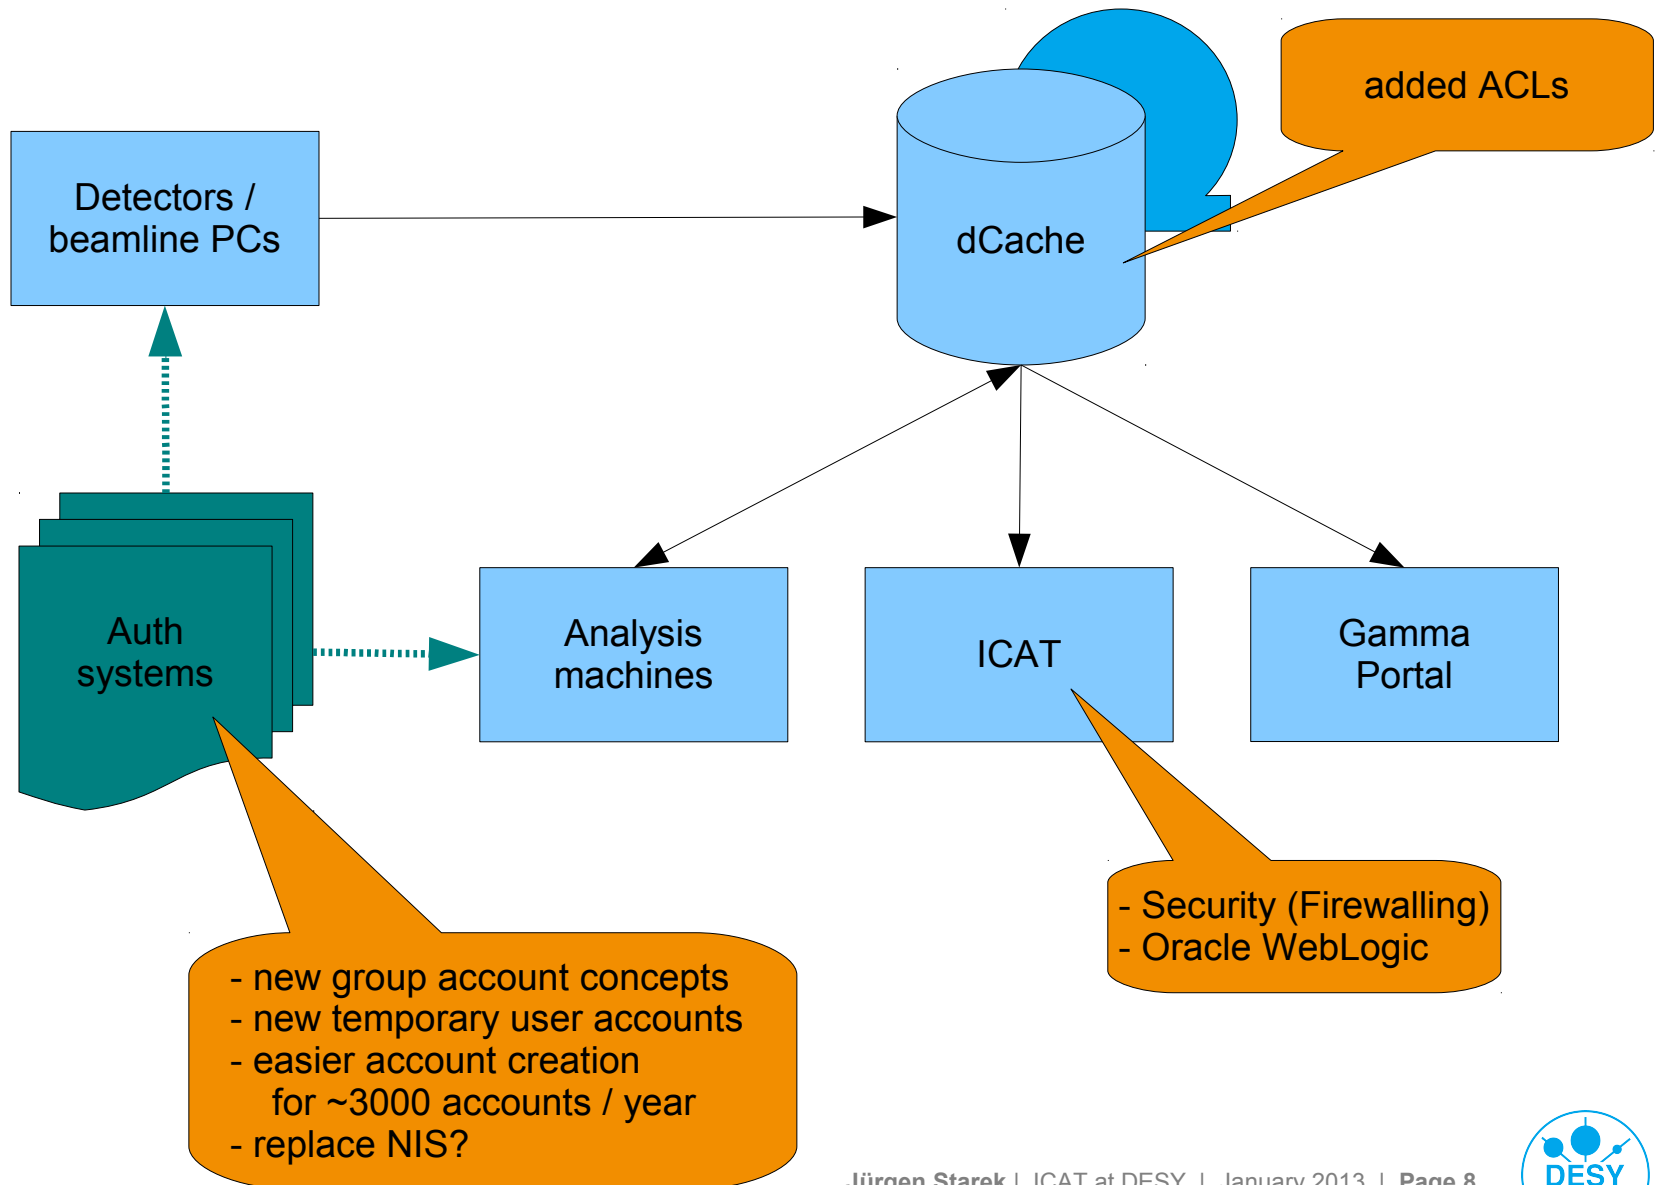 added ACLs
Detectors /
beamline PCs
dCache
Auth
systems
Analysis
machines
ICAT
Gamma
Portal
- Security (Firewalling)
- Oracle WebLogic
- new group account concepts
- new temporary user accounts
- easier account creation
for ~3000 accounts / year
- replace NIS?
Jürgen Starek | ICAT at DESY | January 2013 | Page 8
DESY